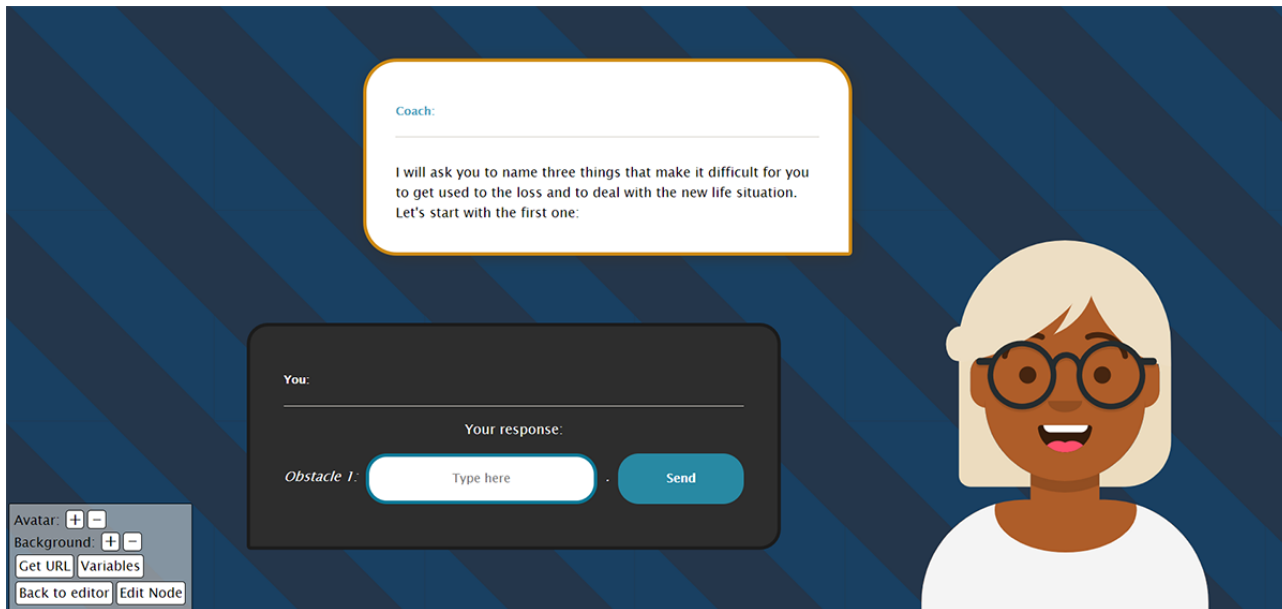 Coach:
I will ask you to name three things that make it difficult for you
to get used to the loss and to deal with the new life situation.
Let's start with the first one:
You:
Your response:
Obstacle 1: Type here . Send
Avatar: + −
Background: + −
Get URL Variables
Back to editor Edit Node